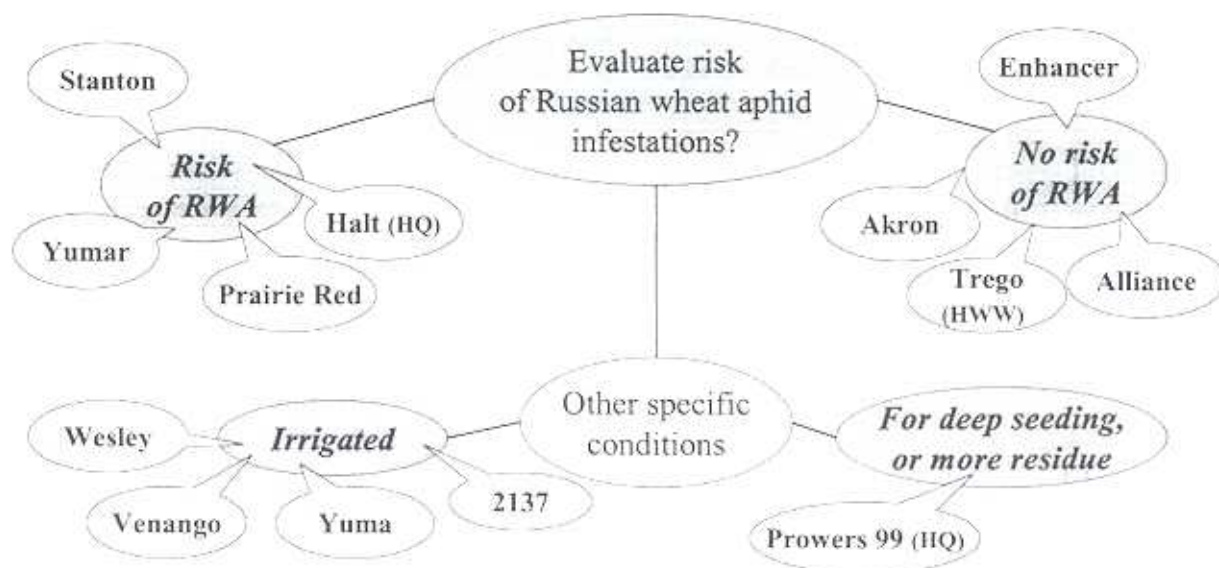 Evaluate risk
of Russian wheat aphid
infestations?
Stanton
Risk
of RWA
Halt (HQ)
Yumar
Prairie Red
Enhancer
No risk
of RWA
Akron
Trego
(HWW)
Alliance
Other specific
conditions
Wesley
Irrigated
Venango
Yuma
2137
For deep seeding,
or more residue
Prowers 99 (HQ)